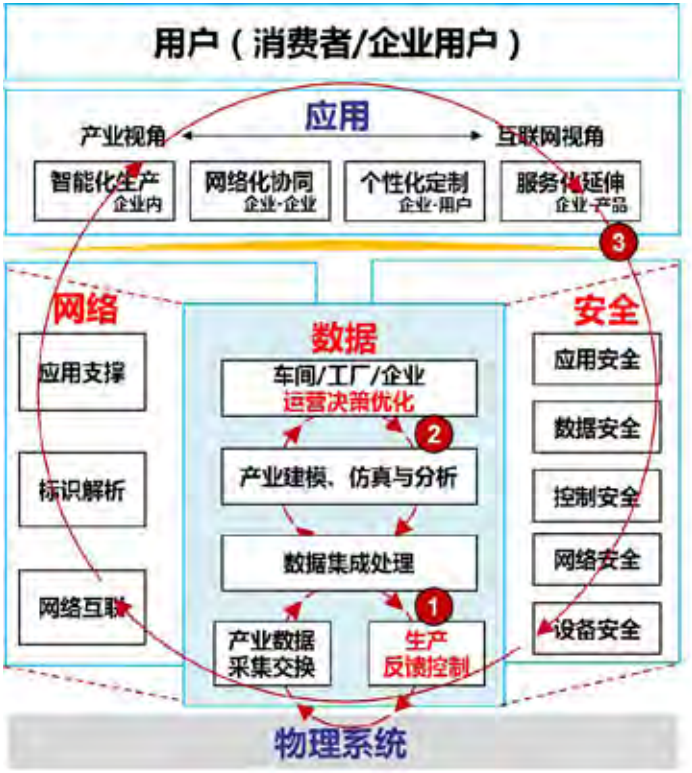 用户（消费者/企业用户）
应用
产业视角
互联网视角
智能化生产
企业内
网络化协同
企业-企业
个性化定制
企业-用户
服务化延伸
企业-产品
3
网络
应用支撑
标识解析
网络互联
数据
车间/工厂/企业
运营决策优化
2
产业建模、仿真与分析
数据集成处理
1
产业数据
采集交换
生产
反馈控制
安全
应用安全
数据安全
控制安全
网络安全
设备安全
物理系统